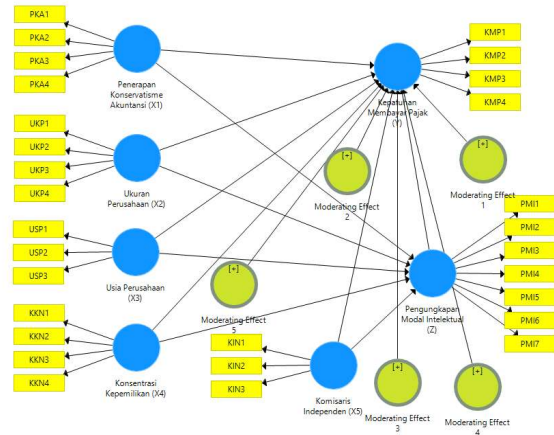 PKA1
PKA2
PKA3
PKA4
Penerapan
Konservatisme
Akuntansi (X1)
KMP1
KMP2
KMP3
KMP4
Kepatuhan
Membayar Pajak
(Y)
UKP1
UKP2
UKP3
UKP4
Ukuran
Perusahaan (X2)
[+]
Moderating Effect
2
[+]
Moderating Effect
1
USP1
USP2
USP3
Usia Perusahaan
(X3)
[+]
Moderating Effect
5
PMI1
PMI2
PMI3
PMI4
PMI5
PMI6
PMI7
Pengungkapan
Modal Intelektual
(Z)
KKN1
KKN2
KKN3
KKN4
Konsentrasi
Kepemilikan (X4)
KIN1
KIN2
KIN3
Komisaris
Independen (X5)
[+]
Moderating Effect
3
[+]
Moderating Effect
4